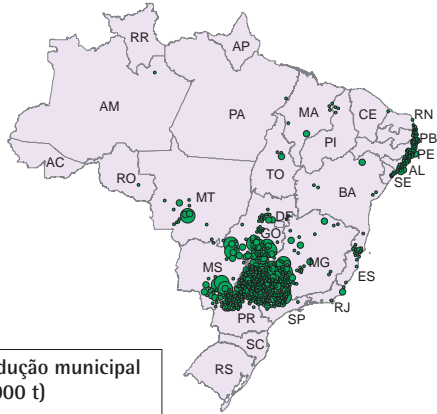 RR
AP
AM
PA
MA
CE
RN
PB
PE
AL
SE
PI
AC
RO
TO
BA
MT
DF
GO
MG
ES
MS
SP
RJ
PR
SC
RS
dução municipal
000 t)